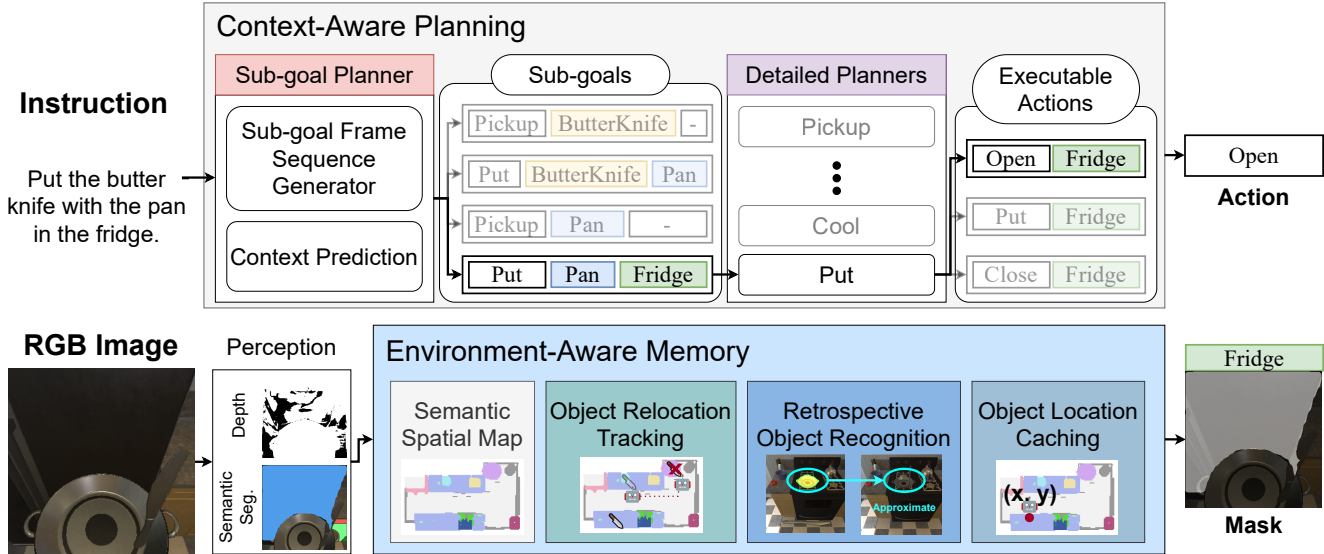 Context-Aware Planning
Instruction
Put the butter
knife with the pan
in the fridge.
Sub-goal Planner
Sub-goal Frame
Sequence
Generator
Context Prediction
Sub-goals
Pickup ButterKnife -
Put ButterKnife Pan
Pickup Pan -
Put Pan Fridge
Detailed Planners
Pickup
Cool
Put
Executable
Actions
Open Fridge
Put Fridge
Close Fridge
Open
Action
RGB Image
Perception
Depth
Semantic
Seg.
Environment-Aware Memory
Semantic
Spatial Map
Object Relocation
Tracking
Retrospective
Object Recognition
Approximate
Object Location
Caching
(x. y)
Fridge
Mask